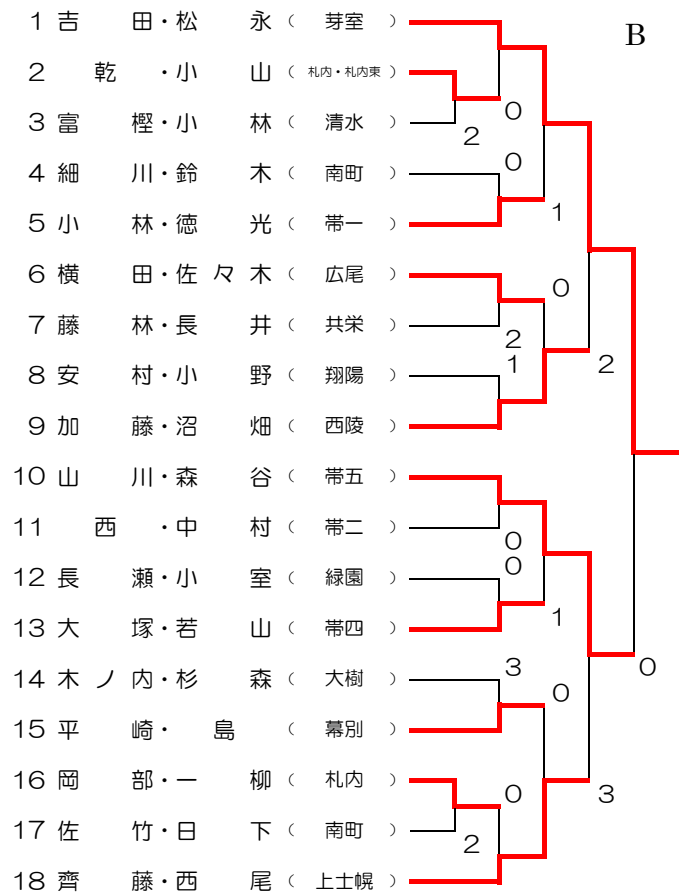 B
1 吉 田・松 永 ( 芽室 )
2 乾 ・小 山 ( 札内・札内東 )
0
3 富 樫・小 林 ( 清水 )
2
0
4 細 川・鈴 木 ( 南町 )
1
5 小 林・徳 光 ( 帯一 )
6 横 田・佐 々 木 ( 広尾 )
0
7 藤 林・長 井 ( 共栄 )
2
1
2
8 安 村・小 野 ( 翔陽 )
9 加 藤・沼 畑 ( 西陵 )
10 山 川・森 谷 ( 帯五 )
11 西 ・中 村 ( 帯二 )
0
0
12 長 瀬・小 室 ( 緑園 )
1
13 大 塚・若 山 ( 帯四 )
3
0
0
14 木 ノ 内・杉 森 ( 大樹 )
15 平 崎・ 島 ( 幕別 )
16 岡 部・一 柳 ( 札内 )
0
3
17 佐 竹・日 下 ( 南町 )
2
18 齊 藤・西 尾 ( 上士幌 )